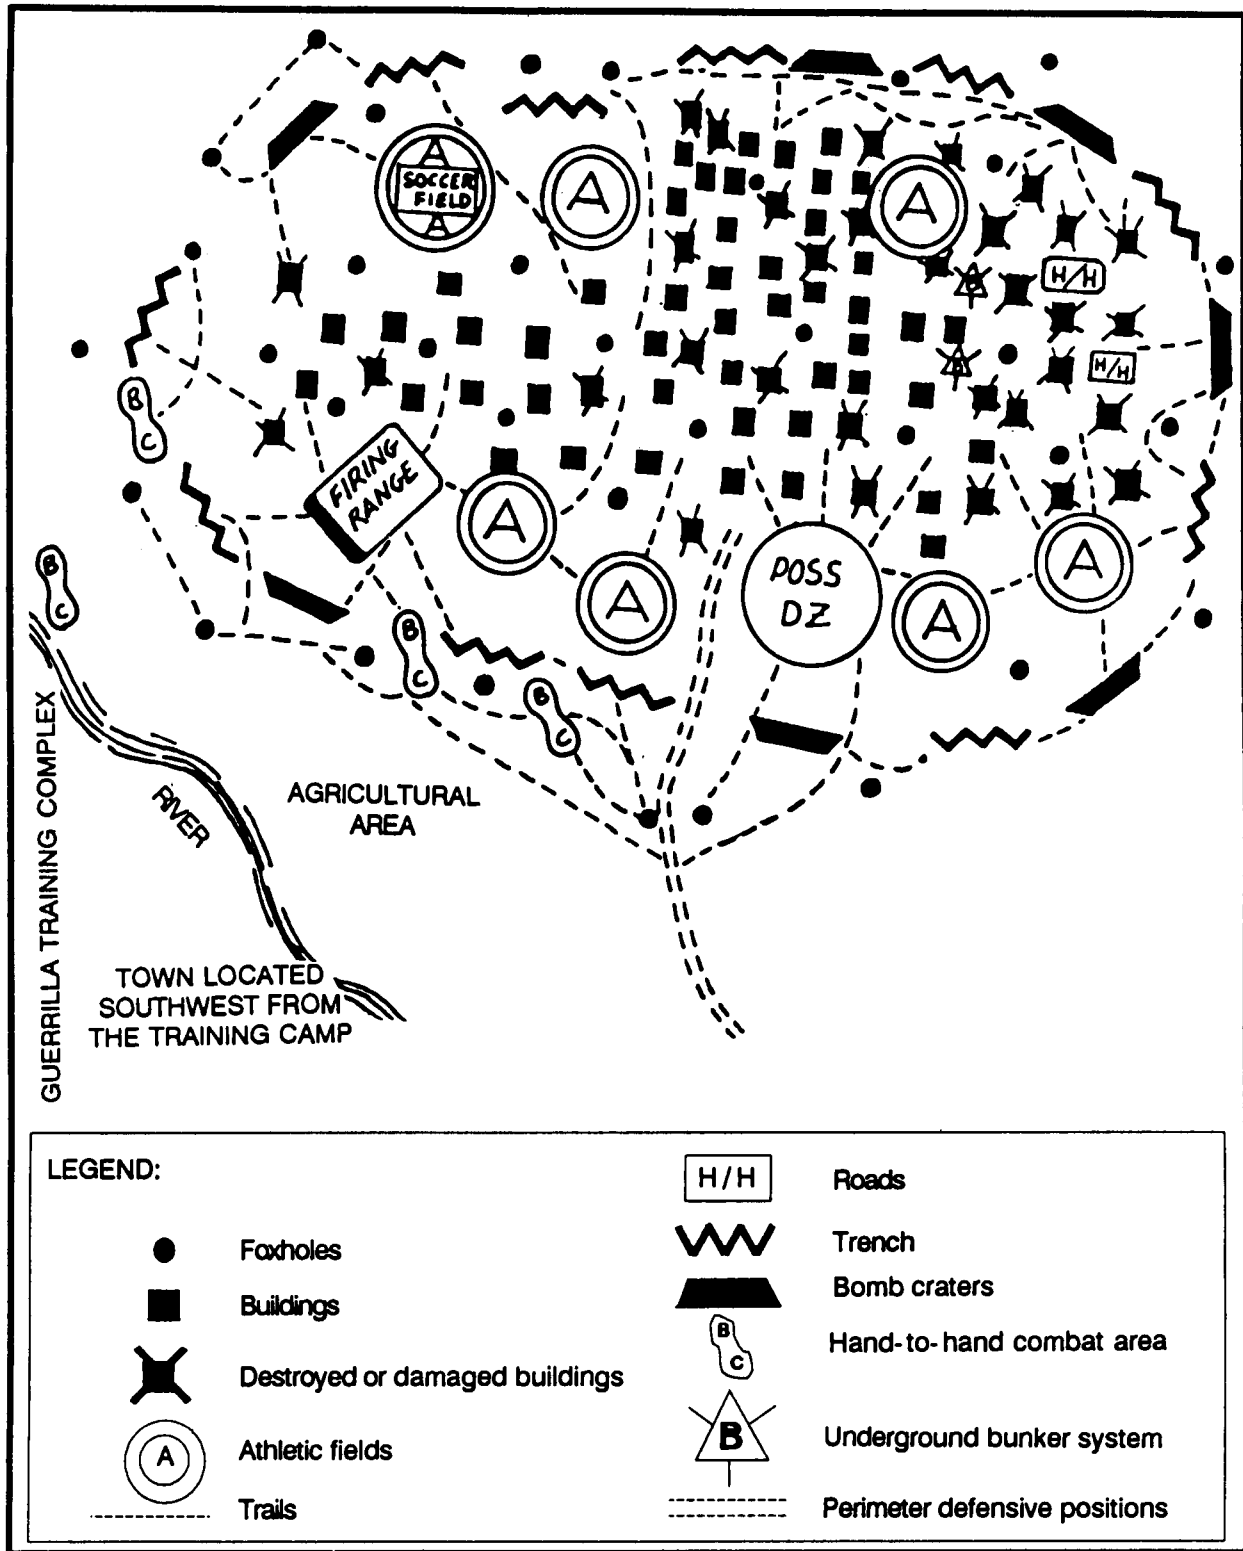 A
SOCCER
FIELD
A
A
A
B
H/H
B
H/H
B
C
FIRING
RANGE
A
A
POSS
DZ
A
A
B
C
B
C
B
C
GUERRILLA TRAINING COMPLEX
RIVER
AGRICULTURAL
AREA
TOWN LOCATED
SOUTHWEST FROM
THE TRAINING CAMP
LEGEND:
Foxholes
Buildings
Destroyed or damaged buildings
A
Athletic fields
Trails
H/H
Roads
Trench
Bomb craters
B
C
Hand-to-hand combat area
B
Underground bunker system
Perimeter defensive positions